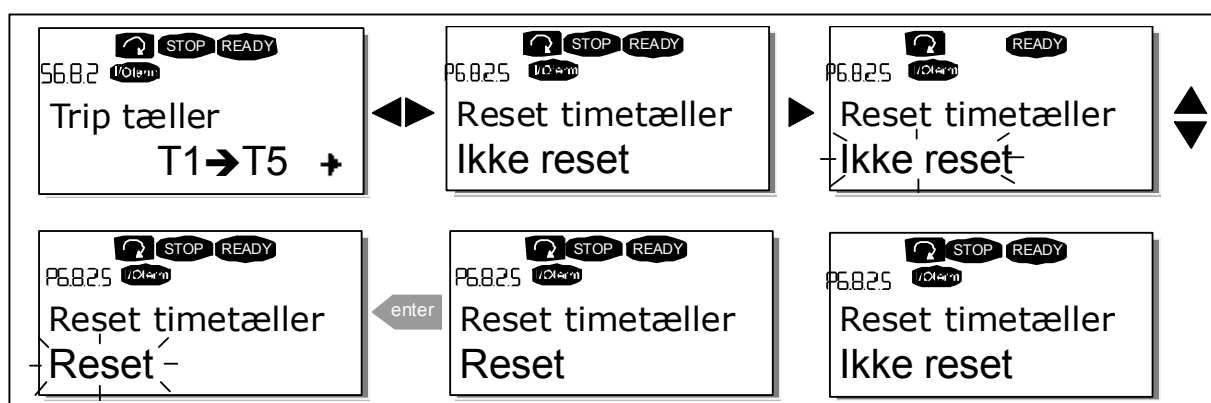 STOP READY
S6.8.2 I/Oterm
Trip tæller
T1➔T5
STOP READY
P6.8.2.5 I/Oterm
Reset timetæller
Ikke reset
READY
P6.8.2.5 I/Oterm
Reset timetæller
Ikke reset
STOP READY
P6.8.2.5 I/Oterm
Reset timetæller
Reset
enter
STOP READY
P6.8.2.5 I/Oterm
Reset timetæller
Reset
STOP READY
P6.8.2.5 I/Oterm
Reset timetæller
Ikke reset